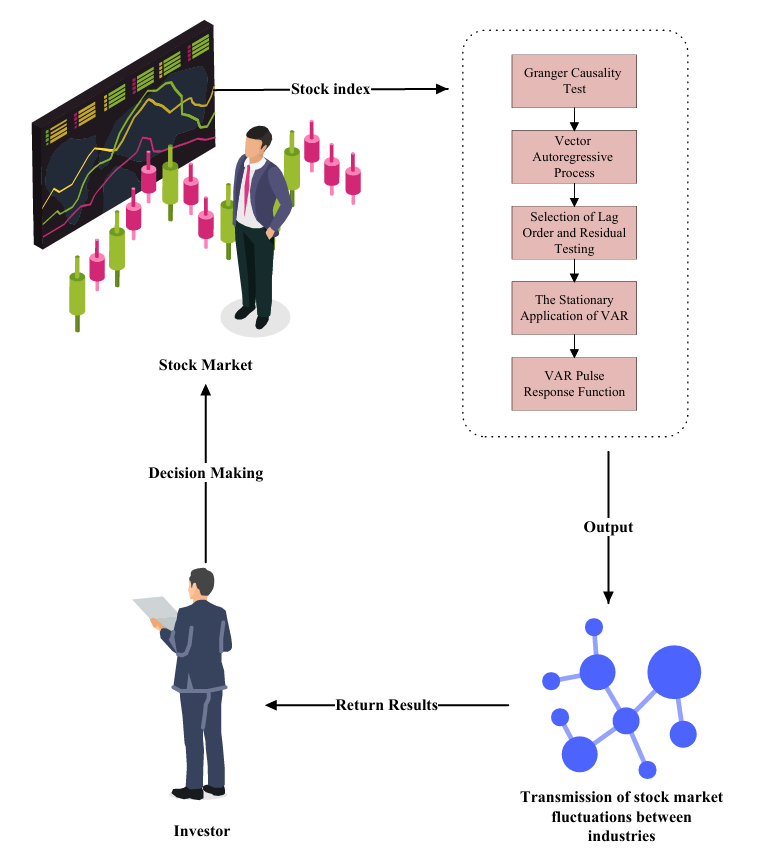 Stock index
Granger Causality
Test
Vector
Autoregressive
Process
Selection of Lag
Order and Residual
Testing
The Stationary
Application of VAR
VAR Pulse
Response Function
Stock Market
Decision Making
Output
Return Results
Investor
Transmission of stock market
fluctuations between
industries